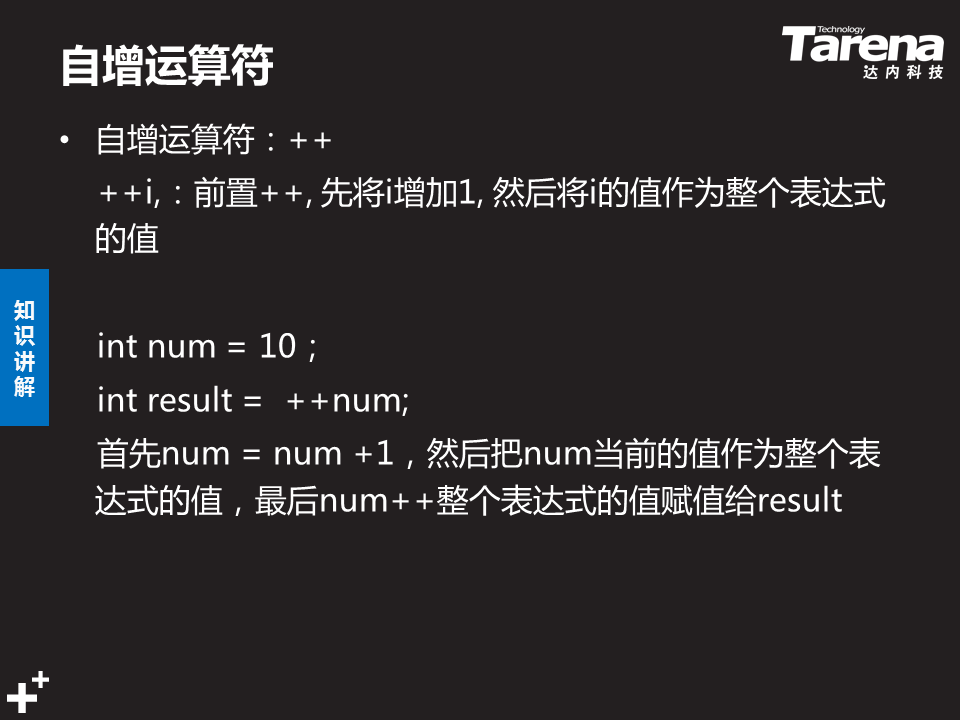 自增运算符
Technology
Tarena
达内科技
• 自增运算符：++
++i,：前置++, 先将i增加1, 然后将i的值作为整个表达式
的值
知
识
讲
解
int num = 10；
int result =  ++num;
首先num = num +1，然后把num当前的值作为整个表
达式的值，最后num++整个表达式的值赋值给result